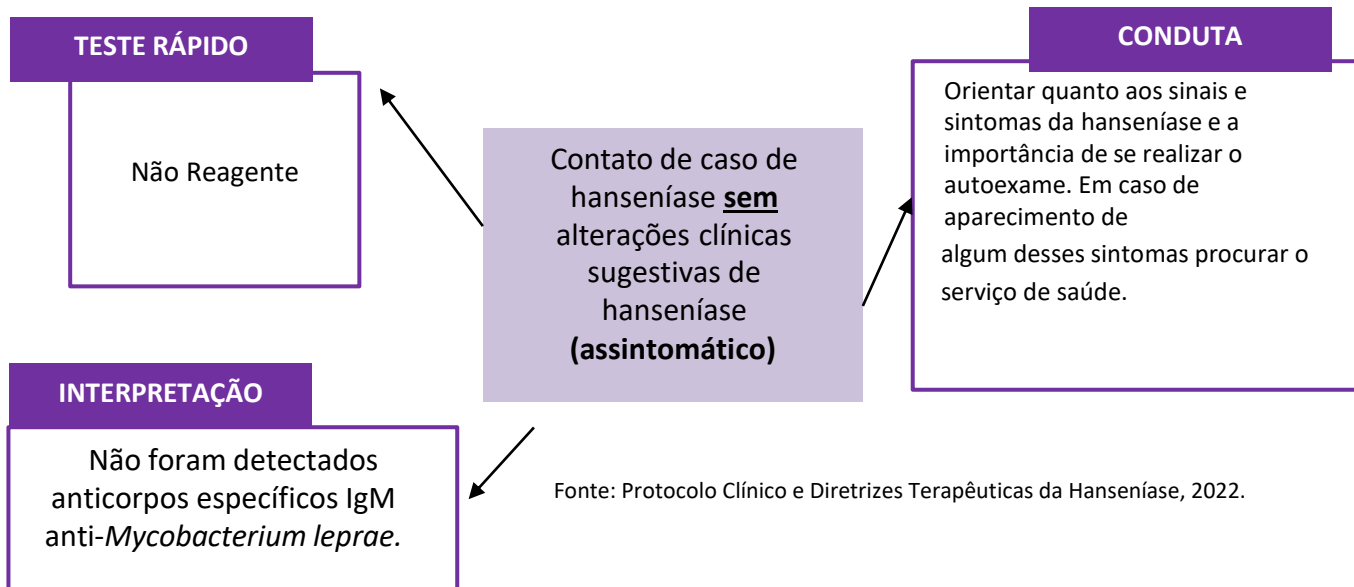 TESTE RÁPIDO
Não Reagente
CONDUTA
Orientar quanto aos sinais e
sintomas da hanseníase e a
importância de se realizar o
autoexame. Em caso de
aparecimento de
algum desses sintomas procurar o
serviço de saúde.
Contato de caso de
hanseníase sem
alterações clínicas
sugestivas de
hanseníase
(assintomático)
INTERPRETAÇÃO
Não foram detectados
anticorpos específicos IgM
anti-Mycobacterium leprae.
Fonte: Protocolo Clínico e Diretrizes Terapêuticas da Hanseníase, 2022.